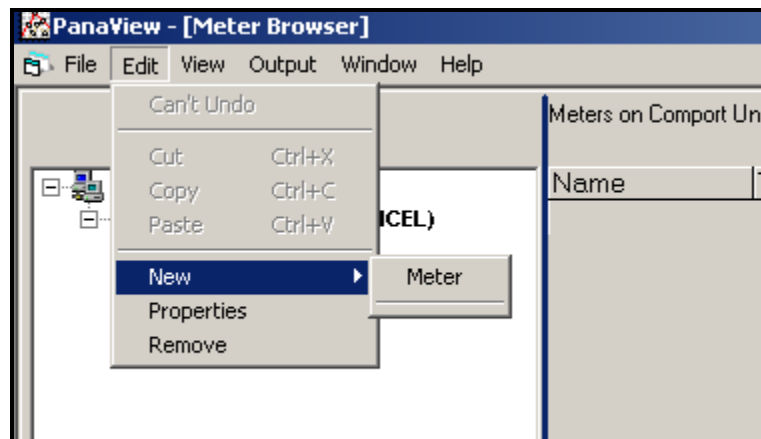 PanaView - [Meter Browser]
File Edit View Output Window Help
Can't Undo
Meters on Comport Un
Cut Ctrl+X
Name
Copy Ctrl+C
Paste Ctrl+V
ICEL)
New Meter
Properties
Remove